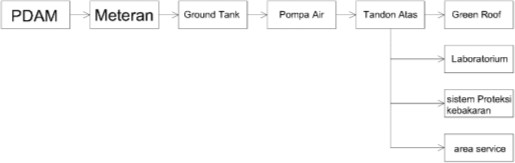 PDAM
Meteran
Ground Tank
Pompa Air
Tandon Atas
Green Roof
Laboratorium
sistem Proteksi
kebakaran
area service